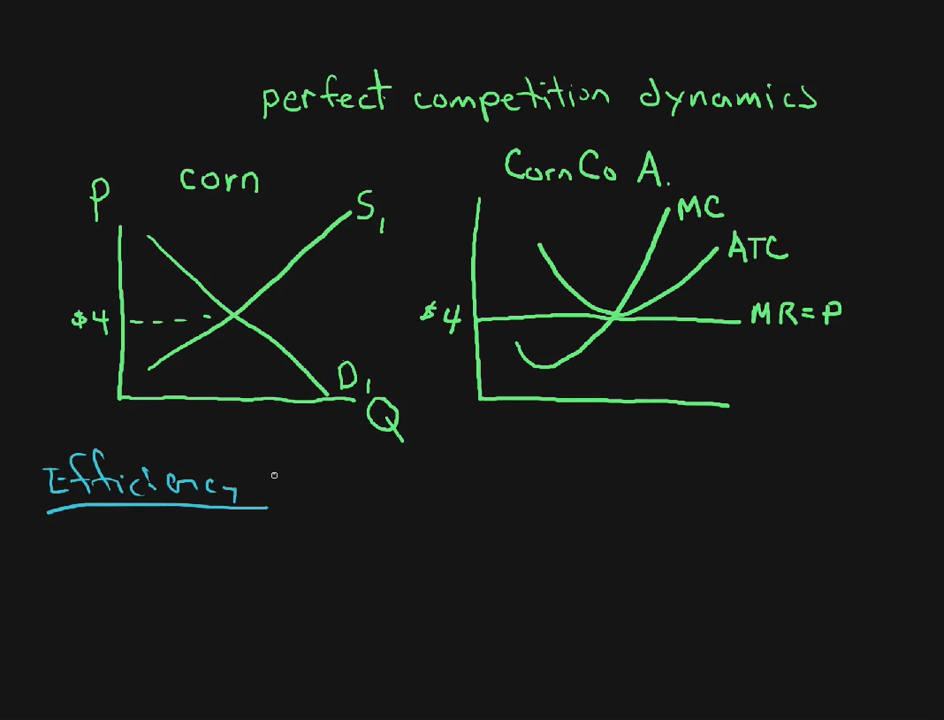 perfect competition dynamics
corn
CornCo A.
P
S1
MC
ATC
$4
$4
MR=P
D1
Q
Efficiency